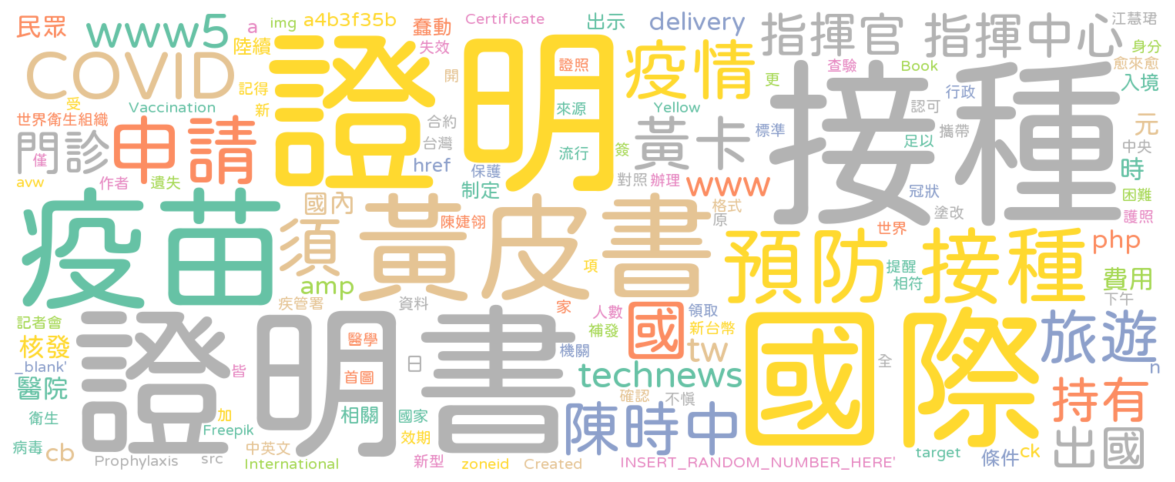 民眾
www5
a
img
a4b3f35b
蠢動
Certificate
出示
delivery
指揮官
指揮中心
江慧珺
陸續
失效
身分
COVID
證明
疫情
證照
開
查驗
Book
愈來愈
入境
記得
新
更
行政
受
Vaccination
來源
Yellow
認可
世界衛生組織
合約
標準
攜帶
元
門診
申請
台灣
簽
黃卡
接種
足以
中央
僅
href
保護
流行
時
avw
作者
遺失
制定
對照
辦理
www
冠狀
困難
疫苗
國內
須
黃皮書
陳婕翎
格式
原
塗改
護照
世界
預防
接種
php
amp
項
提醒
相符
費用
疾管署
資料
家
人數
領取
下午
記者會
證明書
醫學
補發
新台幣
國
國際
旅遊
核發
機關
tw
_blank'
皆
首圖
日
technews
全
n
醫院
確認
不慎
持有
衛生
加
相關
國家
陳時中
Freepik
效期
出國
病毒
cb
中英文
新型
target
條件
ck
Prophylaxis
src
International
zoneid
Created
INSERT_RANDOM_NUMBER_HERE'